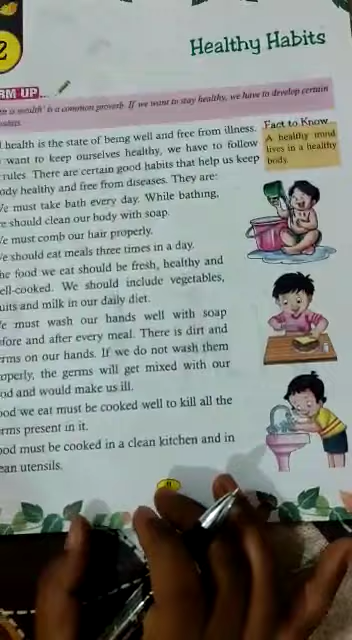 2
Healthy Habits
RM UP...
is wealth' is a common proverb. If we want to stay healthy, we have to develop certain
health is the state of being well and free from illness.
want to keep ourselves healthy, we have to follow
rules. There are certain good habits that help us keep
ody healthy and free from diseases. They are:
Fact to Know
A healthy mind
lives in a healthy
body.
e must take bath every day. While bathing,
e should clean our body with soap.
e must comb our hair properly.
e should eat meals three times in a day.
he food we eat should be fresh, healthy and
ell-cooked. We should include vegetables,
uits and milk in our daily diet.
e must wash our hands well with soap
efore and after every meal. There is dirt and
rms on our hands. If we do not wash them
operly, the germs will get mixed with our
od and would make us ill.
ood we eat must be cooked well to kill all the
rms present in it.
ood must be cooked in a clean kitchen and in
ean utensils.